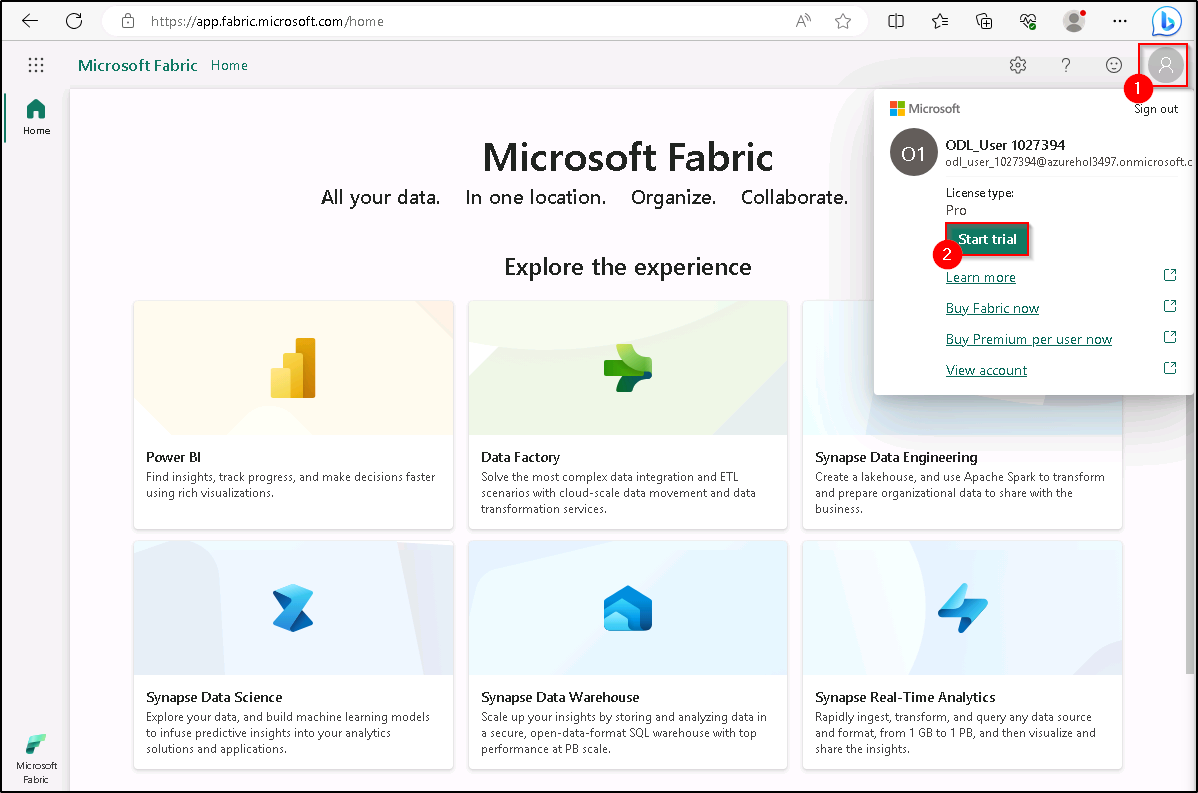 https://app.fabric.microsoft.com/home
Microsoft Fabric Home
1
Home
Microsoft
Sign out
O1
ODL_User 1027394
odl_user_1027394@azurehol3497.onmicrosoft.c
License type:
Pro
Start trial
2
Learn more
Buy Fabric now
Buy Premium per user now
View account
Microsoft Fabric
All your data. In one location. Organize. Collaborate.
Explore the experience
Power BI
Find insights, track progress, and make decisions faster
using rich visualizations.
Data Factory
Solve the most complex data integration and ETL
scenarios with cloud-scale data movement and data
transformation services.
Synapse Data Engineering
Create a lakehouse, and use Apache Spark to transform
and prepare organizational data to share with the
business.
Synapse Data Science
Explore your data, and build machine learning models
to infuse predictive insights into your analytics
solutions and applications.
Synapse Data Warehouse
Scale up your insights by storing and analyzing data in
a secure, open-data-format SQL warehouse with top
performance at PB scale.
Synapse Real-Time Analytics
Rapidly ingest, transform, and query any data source
and format, from 1 GB to 1 PB, and then visualize and
share the insights.
Microsoft
Fabric